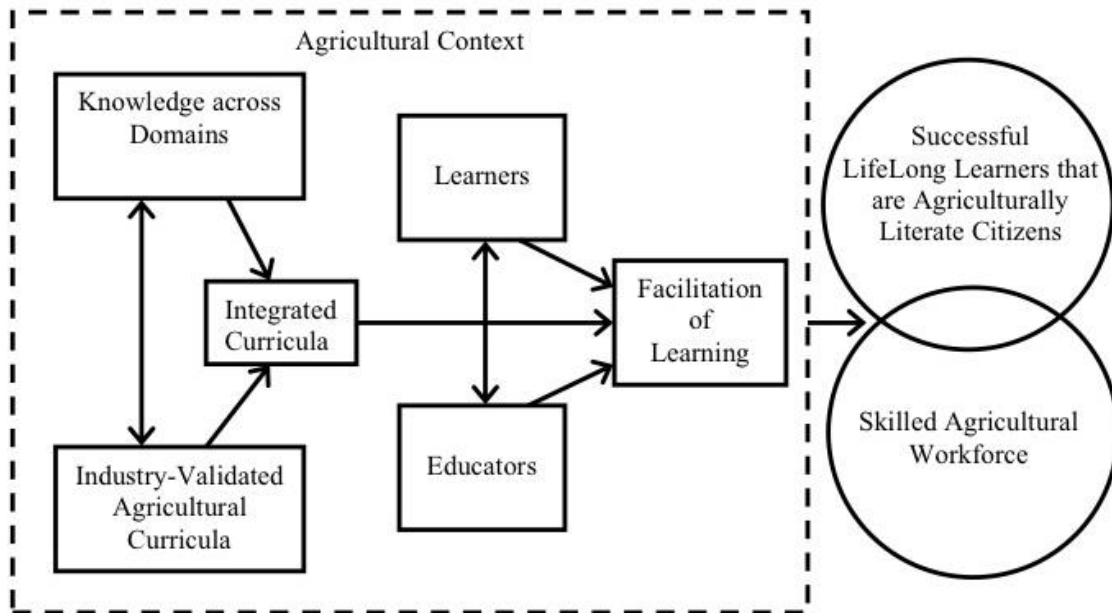 Agricultural Context
Knowledge across
Domains
Learners
Integrated
Curricula
Facilitation
of
Learning
Industry-Validated
Agricultural
Curricula
Educators
Successful
LifeLong Learners that
are Agriculturally
Literate Citizens
Skilled Agricultural
Workforce